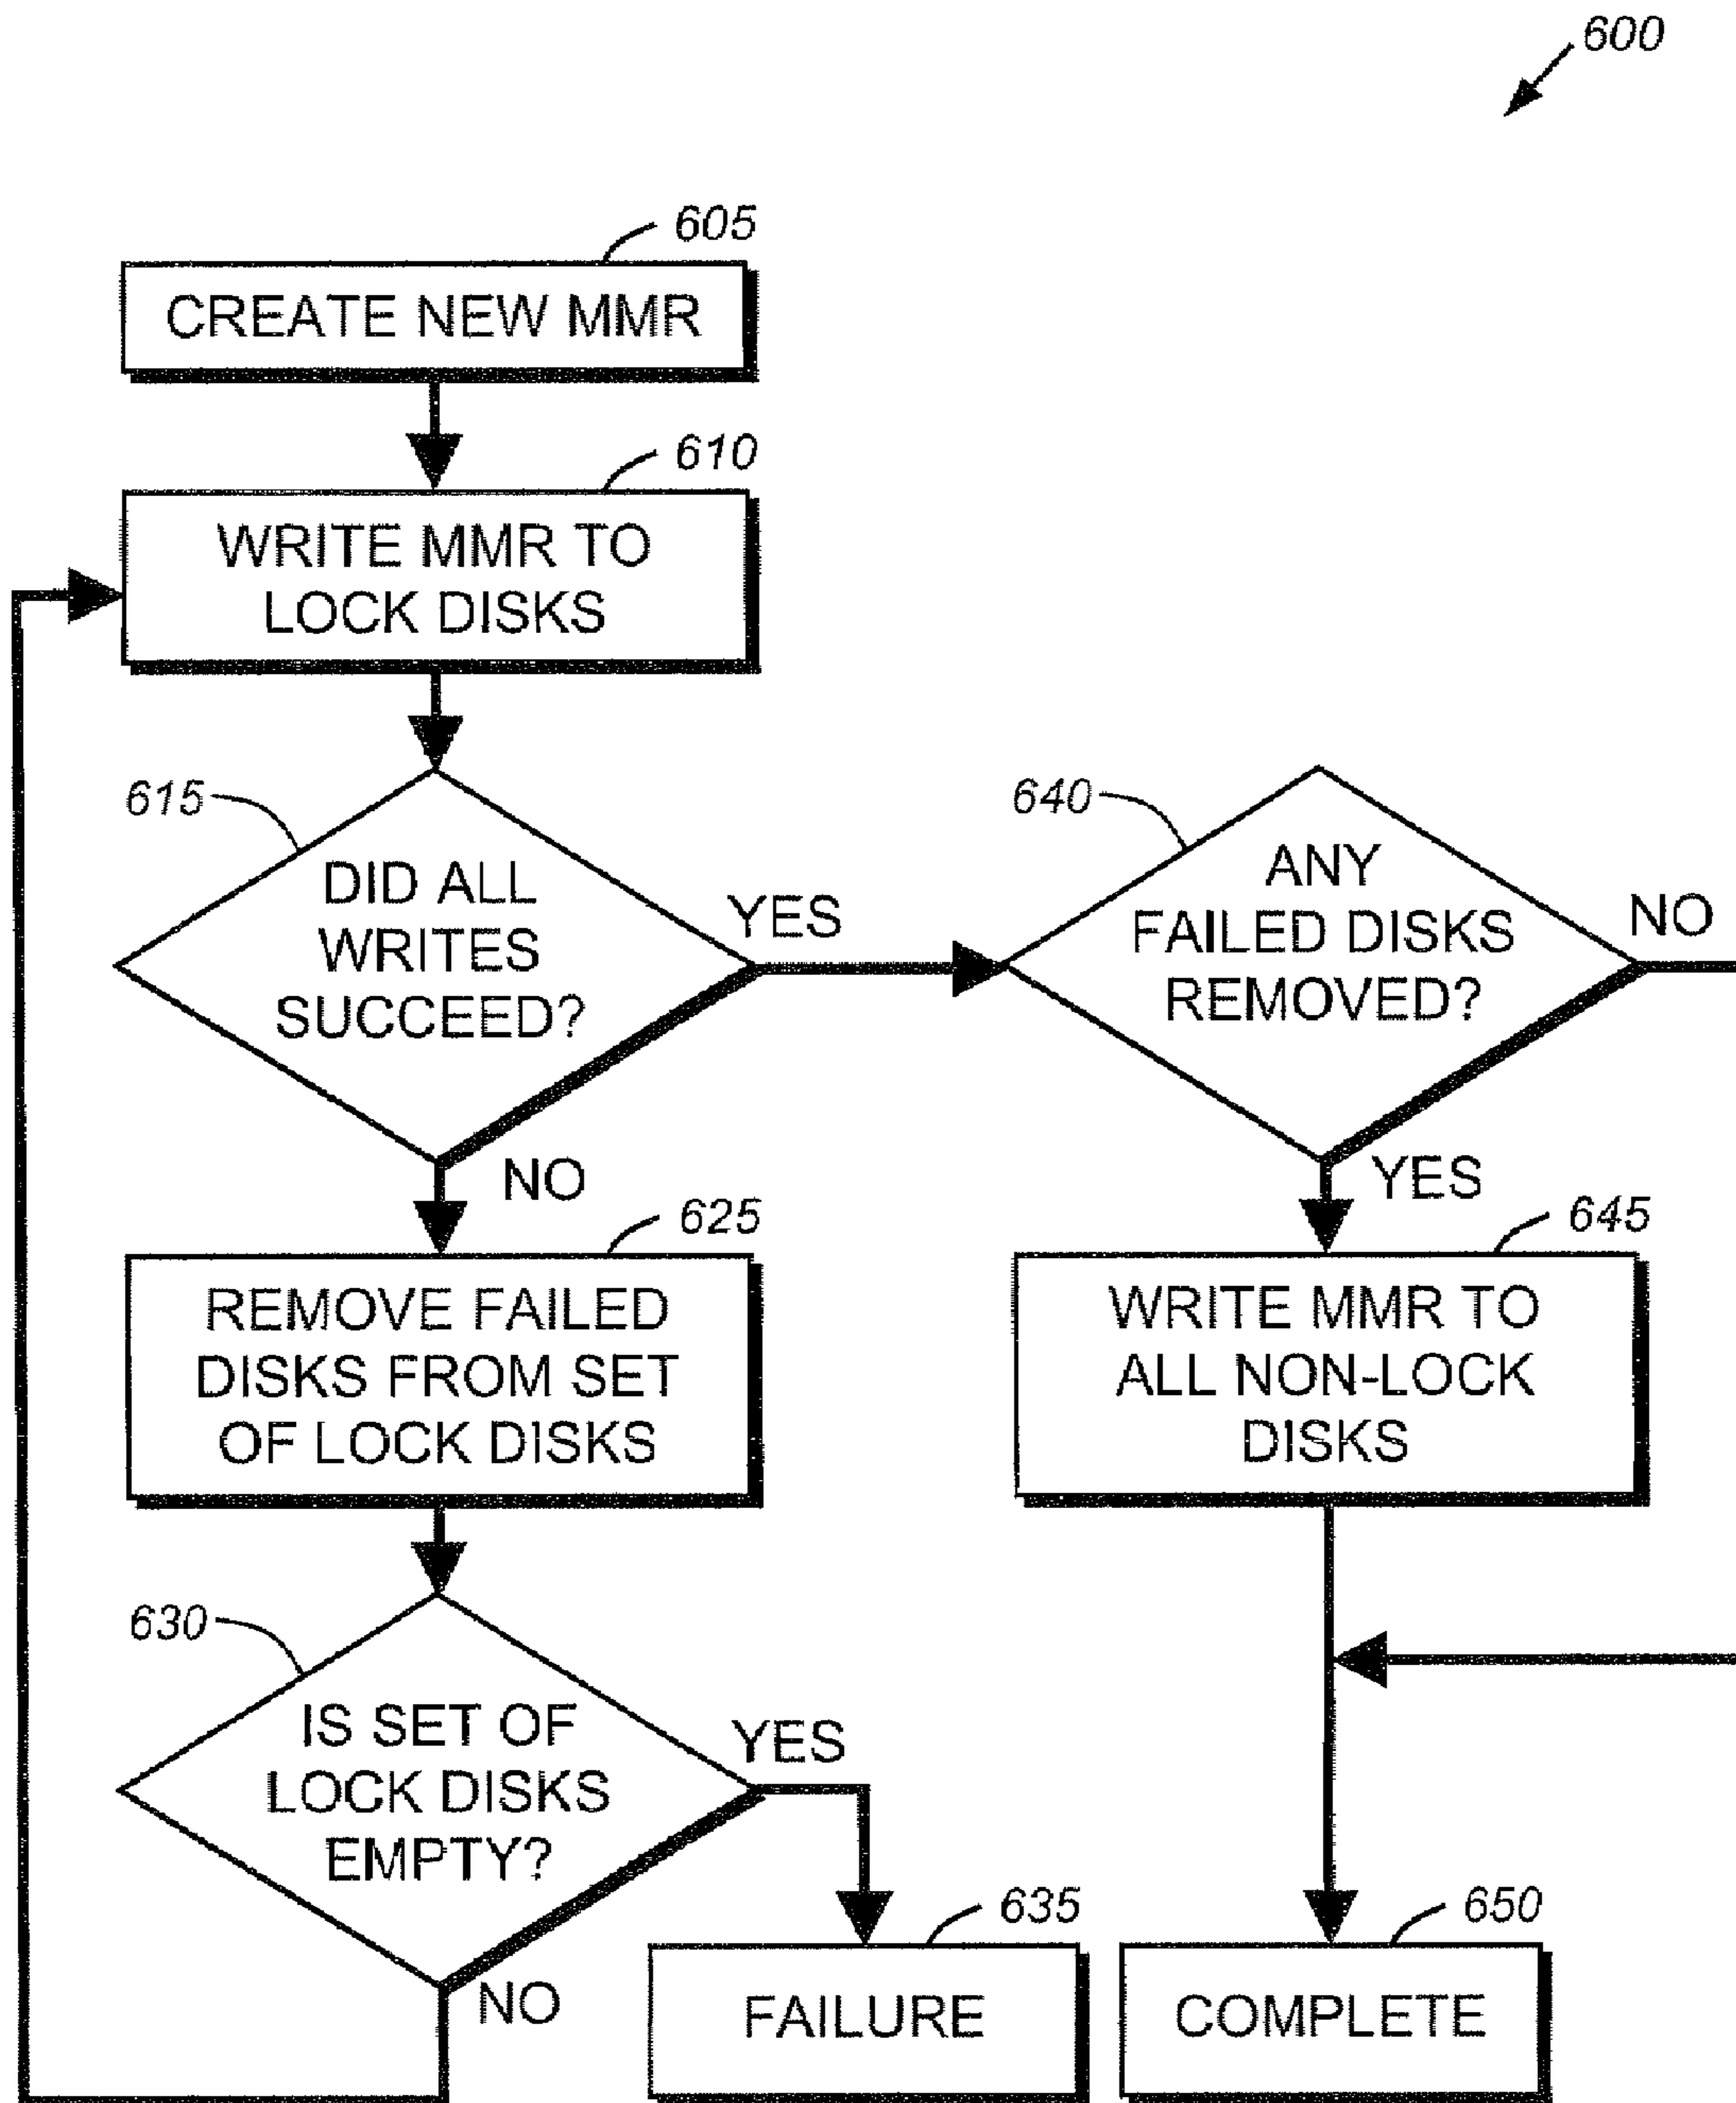 600
605
CREATE NEW MMR
610
WRITE MMR TO
LOCK DISKS
615
DID ALL
WRITES
SUCCEED?
YES
NO
640
ANY
FAILED DISKS
REMOVED?
NO
YES
625
REMOVE FAILED
DISKS FROM SET
OF LOCK DISKS
645
WRITE MMR TO
ALL NON-LOCK
DISKS
630
IS SET OF
LOCK DISKS
EMPTY?
YES
NO
635
FAILURE
650
COMPLETE